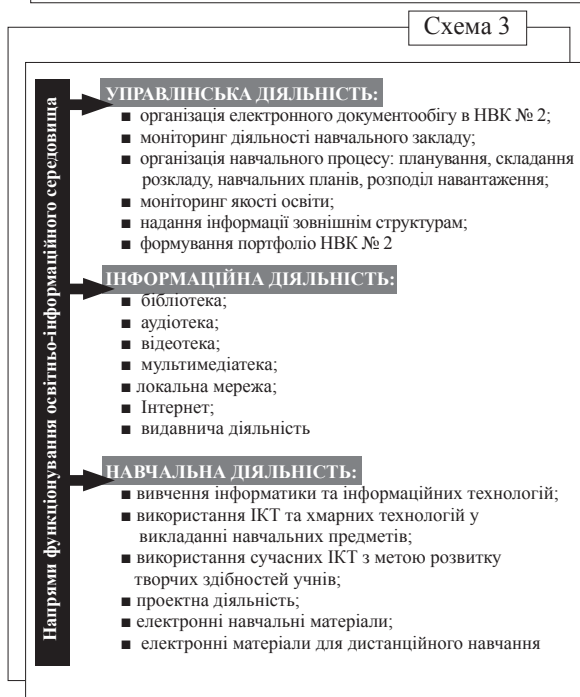 Схема 3
Напрями функціонування освітньо-інформаційного середовища
УПРАВЛІНСЬКА ДІЯЛЬНІСТЬ:
■ організація електронного документообігу в НВК № 2;
■ моніторинг діяльності навчального закладу;
■ організація навчального процесу: планування, складання
розкладу, навчальних планів, розподіл навантаження;
■ моніторинг якості освіти;
■ надання інформації зовнішнім структурам;
■ формування портфоліо НВК № 2
ІНФОРМАЦІЙНА ДІЯЛЬНІСТЬ:
■ бібліотека;
■ аудіотека;
■ відеотека;
■ мультимедіатека;
■ локальна мережа;
■ Інтернет;
■ видавнича діяльність
НАВЧАЛЬНА ДІЯЛЬНІСТЬ:
■ вивчення інформатики та інформаційних технологій;
■ використання ІКТ та хмарних технологій у
викладанні навчальних предметів;
■ використання сучасних ІКТ з метою розвитку
творчих здібностей учнів;
■ проектна діяльність;
■ електронні навчальні матеріали;
■ електронні матеріали для дистанційного навчання